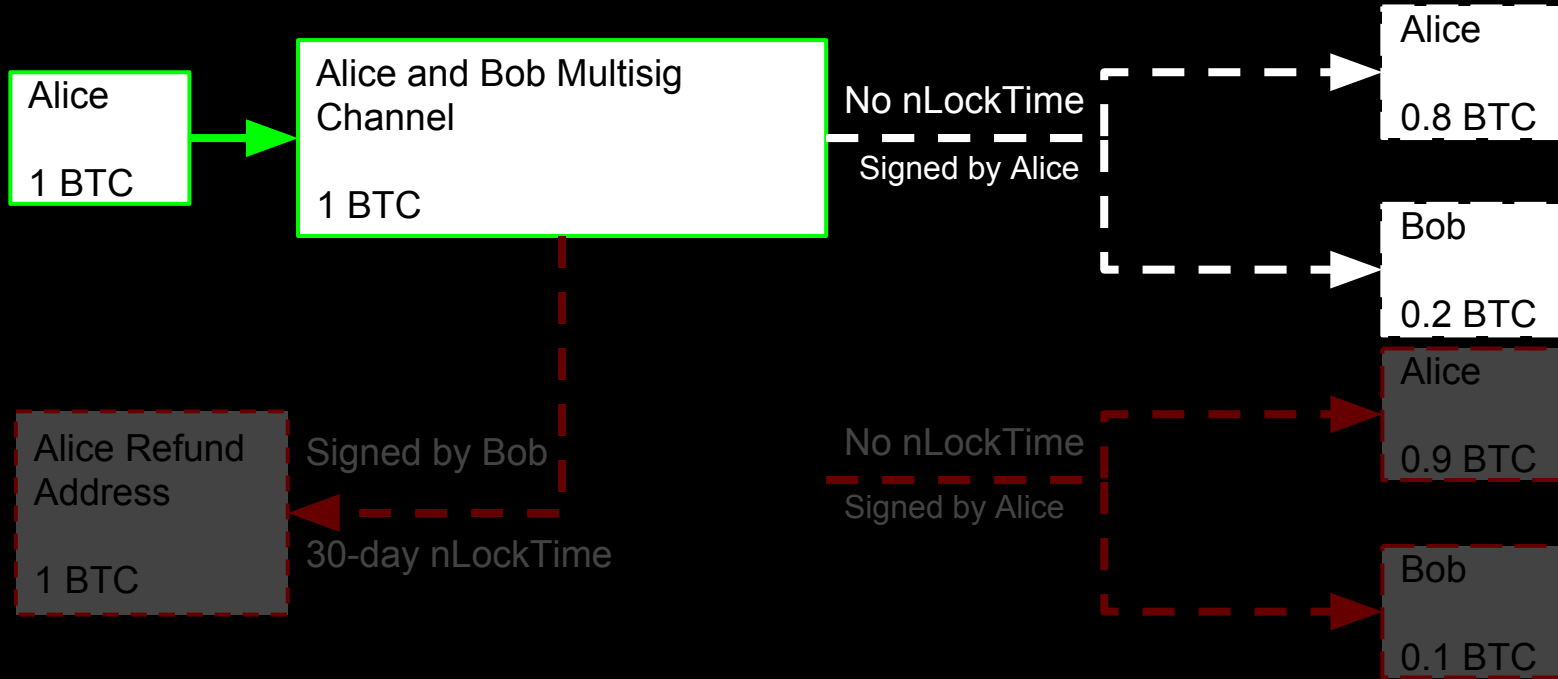 Alice
1 BTC
Alice and Bob Multisig
Channel
1 BTC
No nLockTime
Signed by Alice
Alice
0.8 BTC
Bob
0.2 BTC
Alice Refund
Address
1 BTC
Signed by Bob
30-day nLockTime
No nLockTime
Signed by Alice
Alice
0.9 BTC
Bob
0.1 BTC